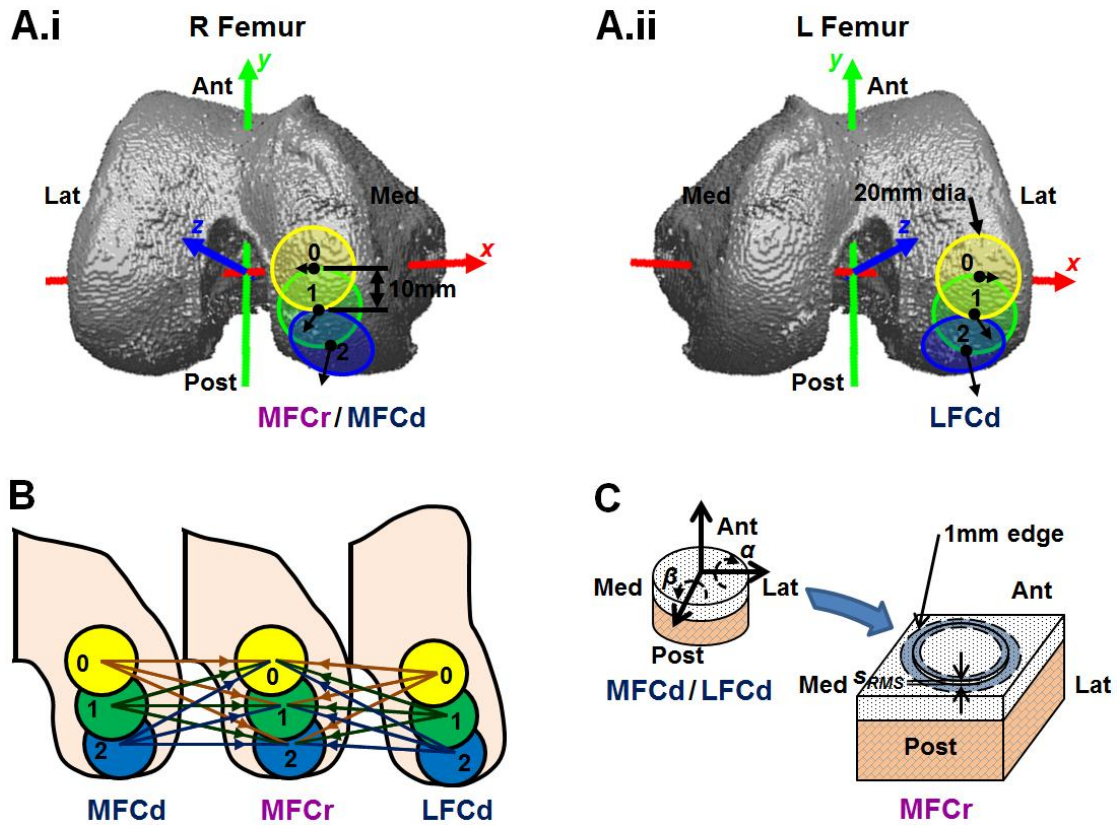 A.i
R Femur
y
Ant
Lat
Med
z
x
0
1
10mm
2
Post
MFCr / MFCd
A.ii
L Femur
y
Ant
20mm dia
Med
Lat
z
x
0
1
2
Post
LFCd
B
0
0
0
1
1
1
2
2
2
MFCd
MFCr
LFCd
C
Ant
α
Med
β
Lat
Post
MFCd / LFCd
1mm edge
Ant
Med
sRMS
Lat
Post
MFCr